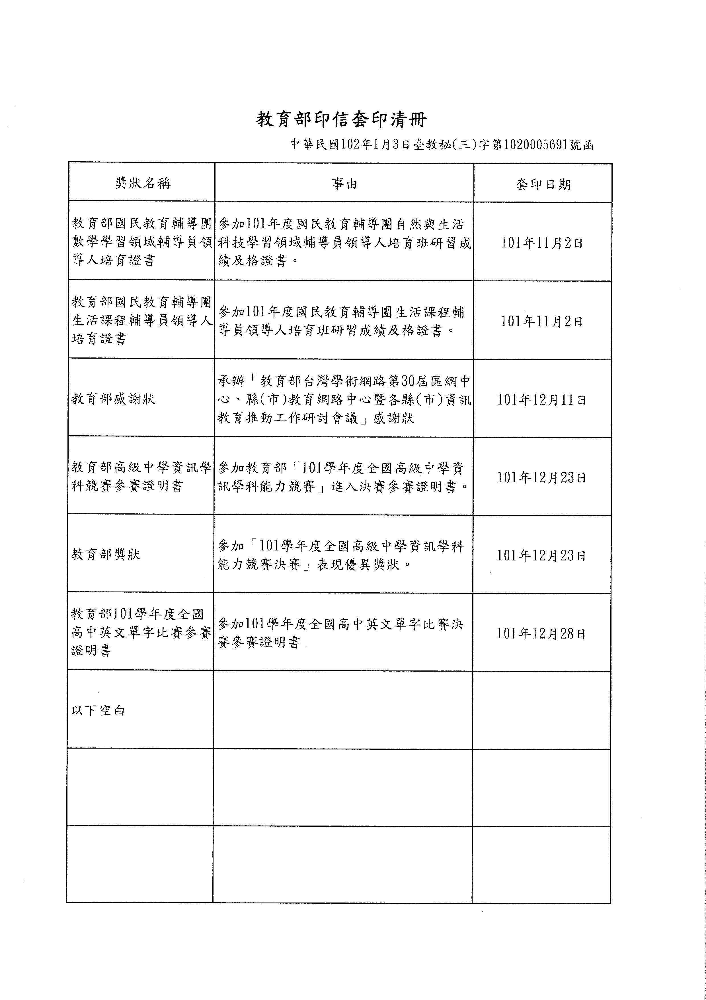 教育部印信套印清冊
中華民國102年1月3日臺教秘(三)字第1020005691號函
獎狀名稱
事由
套印日期
教育部國民教育輔導團
數學學習領域輔導員領
導人培育證書
參加101年度國民教育輔導團自然與生活
科技學習領域輔導員領導人培育班研習成
績及格證書。
101年11月2日
教育部國民教育輔導團
生活課程輔導員領導人
培育證書
參加101年度國民教育輔導團生活課程輔
導員領導人培育班研習成績及格證書。
101年11月2日
教育部感謝狀
承辦「教育部台灣學術網路第30屆區網中
心、縣(市)教育網路中心暨各縣(市)資訊
教育推動工作研討會議」感謝狀
101年12月11日
教育部高級中學資訊學
科競賽參賽證明書
參加教育部「101學年度全國高級中學資
訊學科能力競賽」進入決賽參賽證明書。
101年12月23日
教育部獎狀
參加「101學年度全國高級中學資訊學科
能力競賽決賽」表現優異獎狀。
101年12月23日
教育部101學年度全國
高中英文單字比賽參賽
證明書
參加101學年度全國高中英文單字比賽決
賽參賽證明書
101年12月28日
以下空白